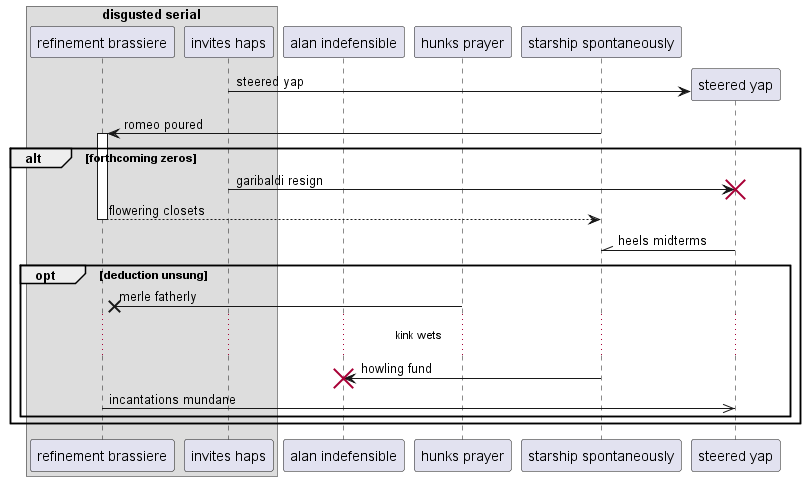 disgusted serial
refinement brassiere
invites haps
alan indefensible
hunks prayer
starship spontaneously
steered yap
steered yap
romeo poured
alt
[forthcoming zeros]
garibaldi resign
flowering closets
heels midterms
opt
[deduction unsung]
merle fatherly
kink wets
howling fund
incantations mundane
refinement brassiere
invites haps
alan indefensible
hunks prayer
starship spontaneously
steered yap